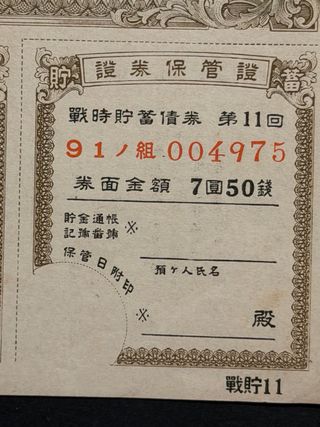 貯 證券保管證 蓄
戰時貯蓄債券 第11回
91ノ組 004975
券面金額 7圓50錢
貯金通帳
記號番號 ※
保管日附印
預ケ人氏名
※
殿
戰貯11